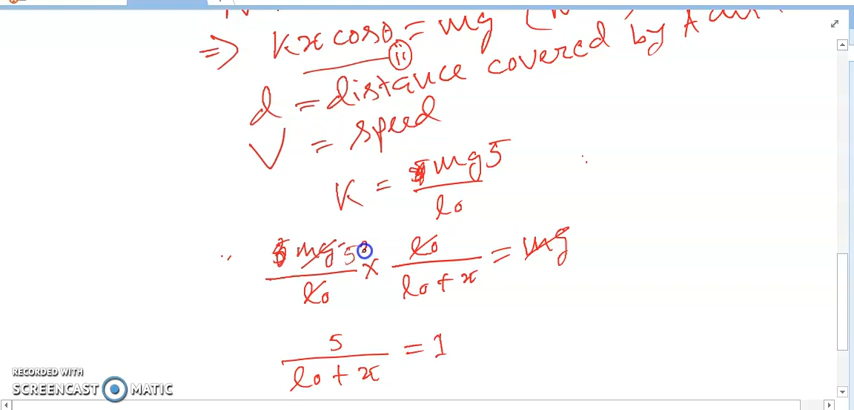 => Kx cosθ = mg (
(ii)
d = distance covered by A
V = speed
K = mg5 / l₀
∴ mg5 / l₀ × l₀ / l₀ + x = mg
5 / l₀ + x = 1
RECORDED WITH
SCREENCAST MATIC